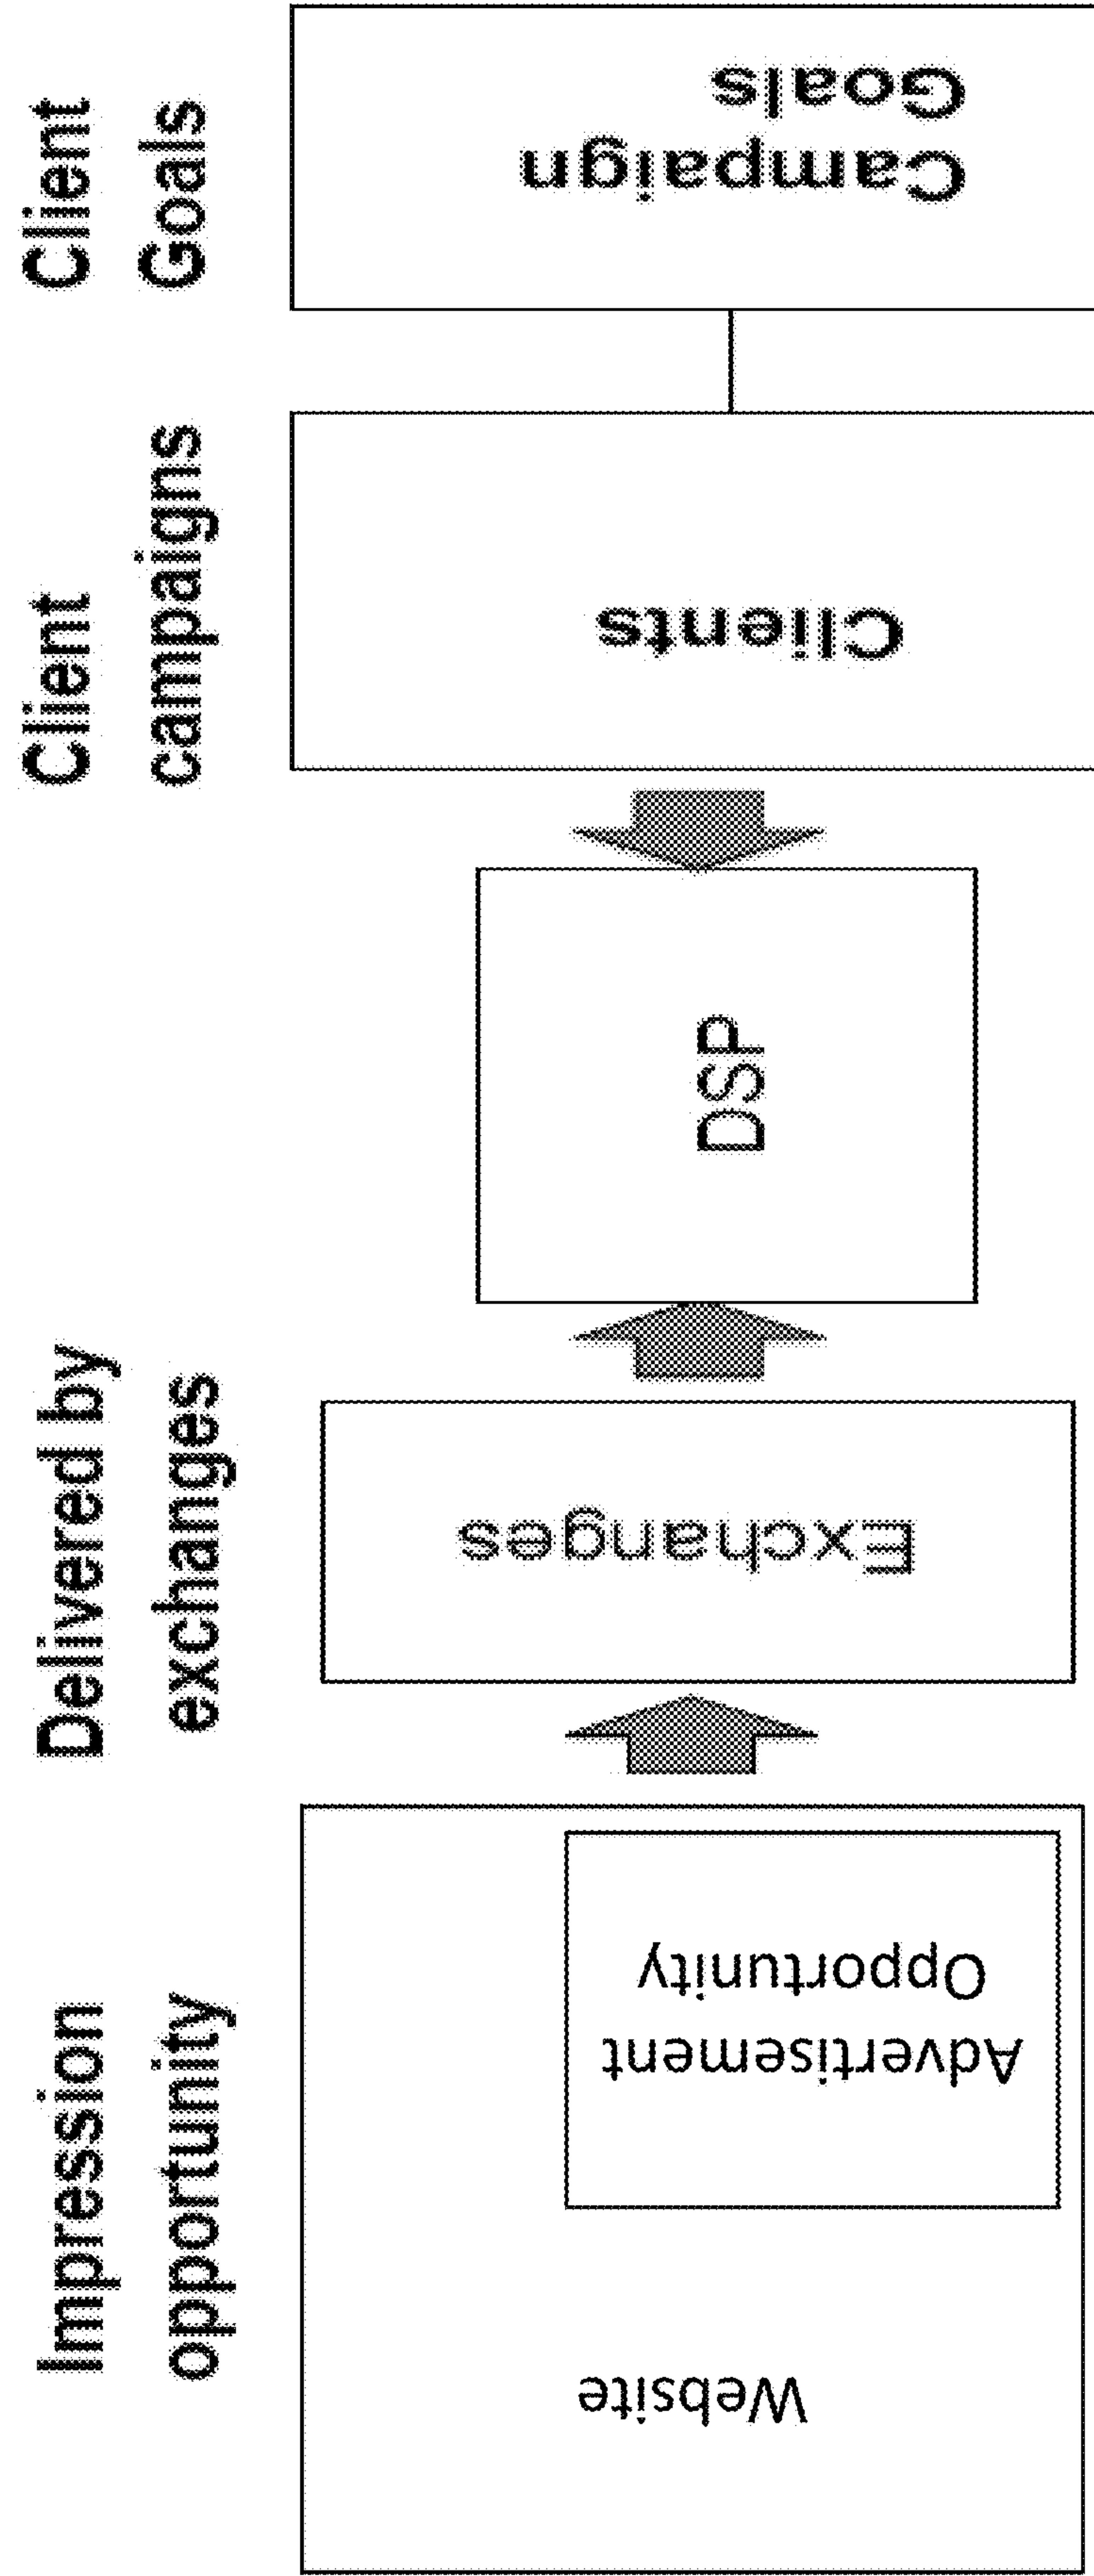 Impression
opportunity
Delivered by
exchanges
Client
campaigns
Client
Goals
Website
Advertisement
Opportunity
Exchanges
DSP
Clients
Campaign
Goals